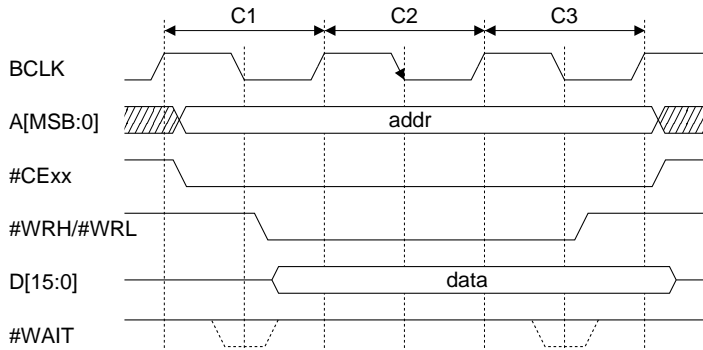 C1 C2 C3
BCLK
A[MSB:0] addr
#CExx
#WRH/#WRL
D[15:0] data
#WAIT